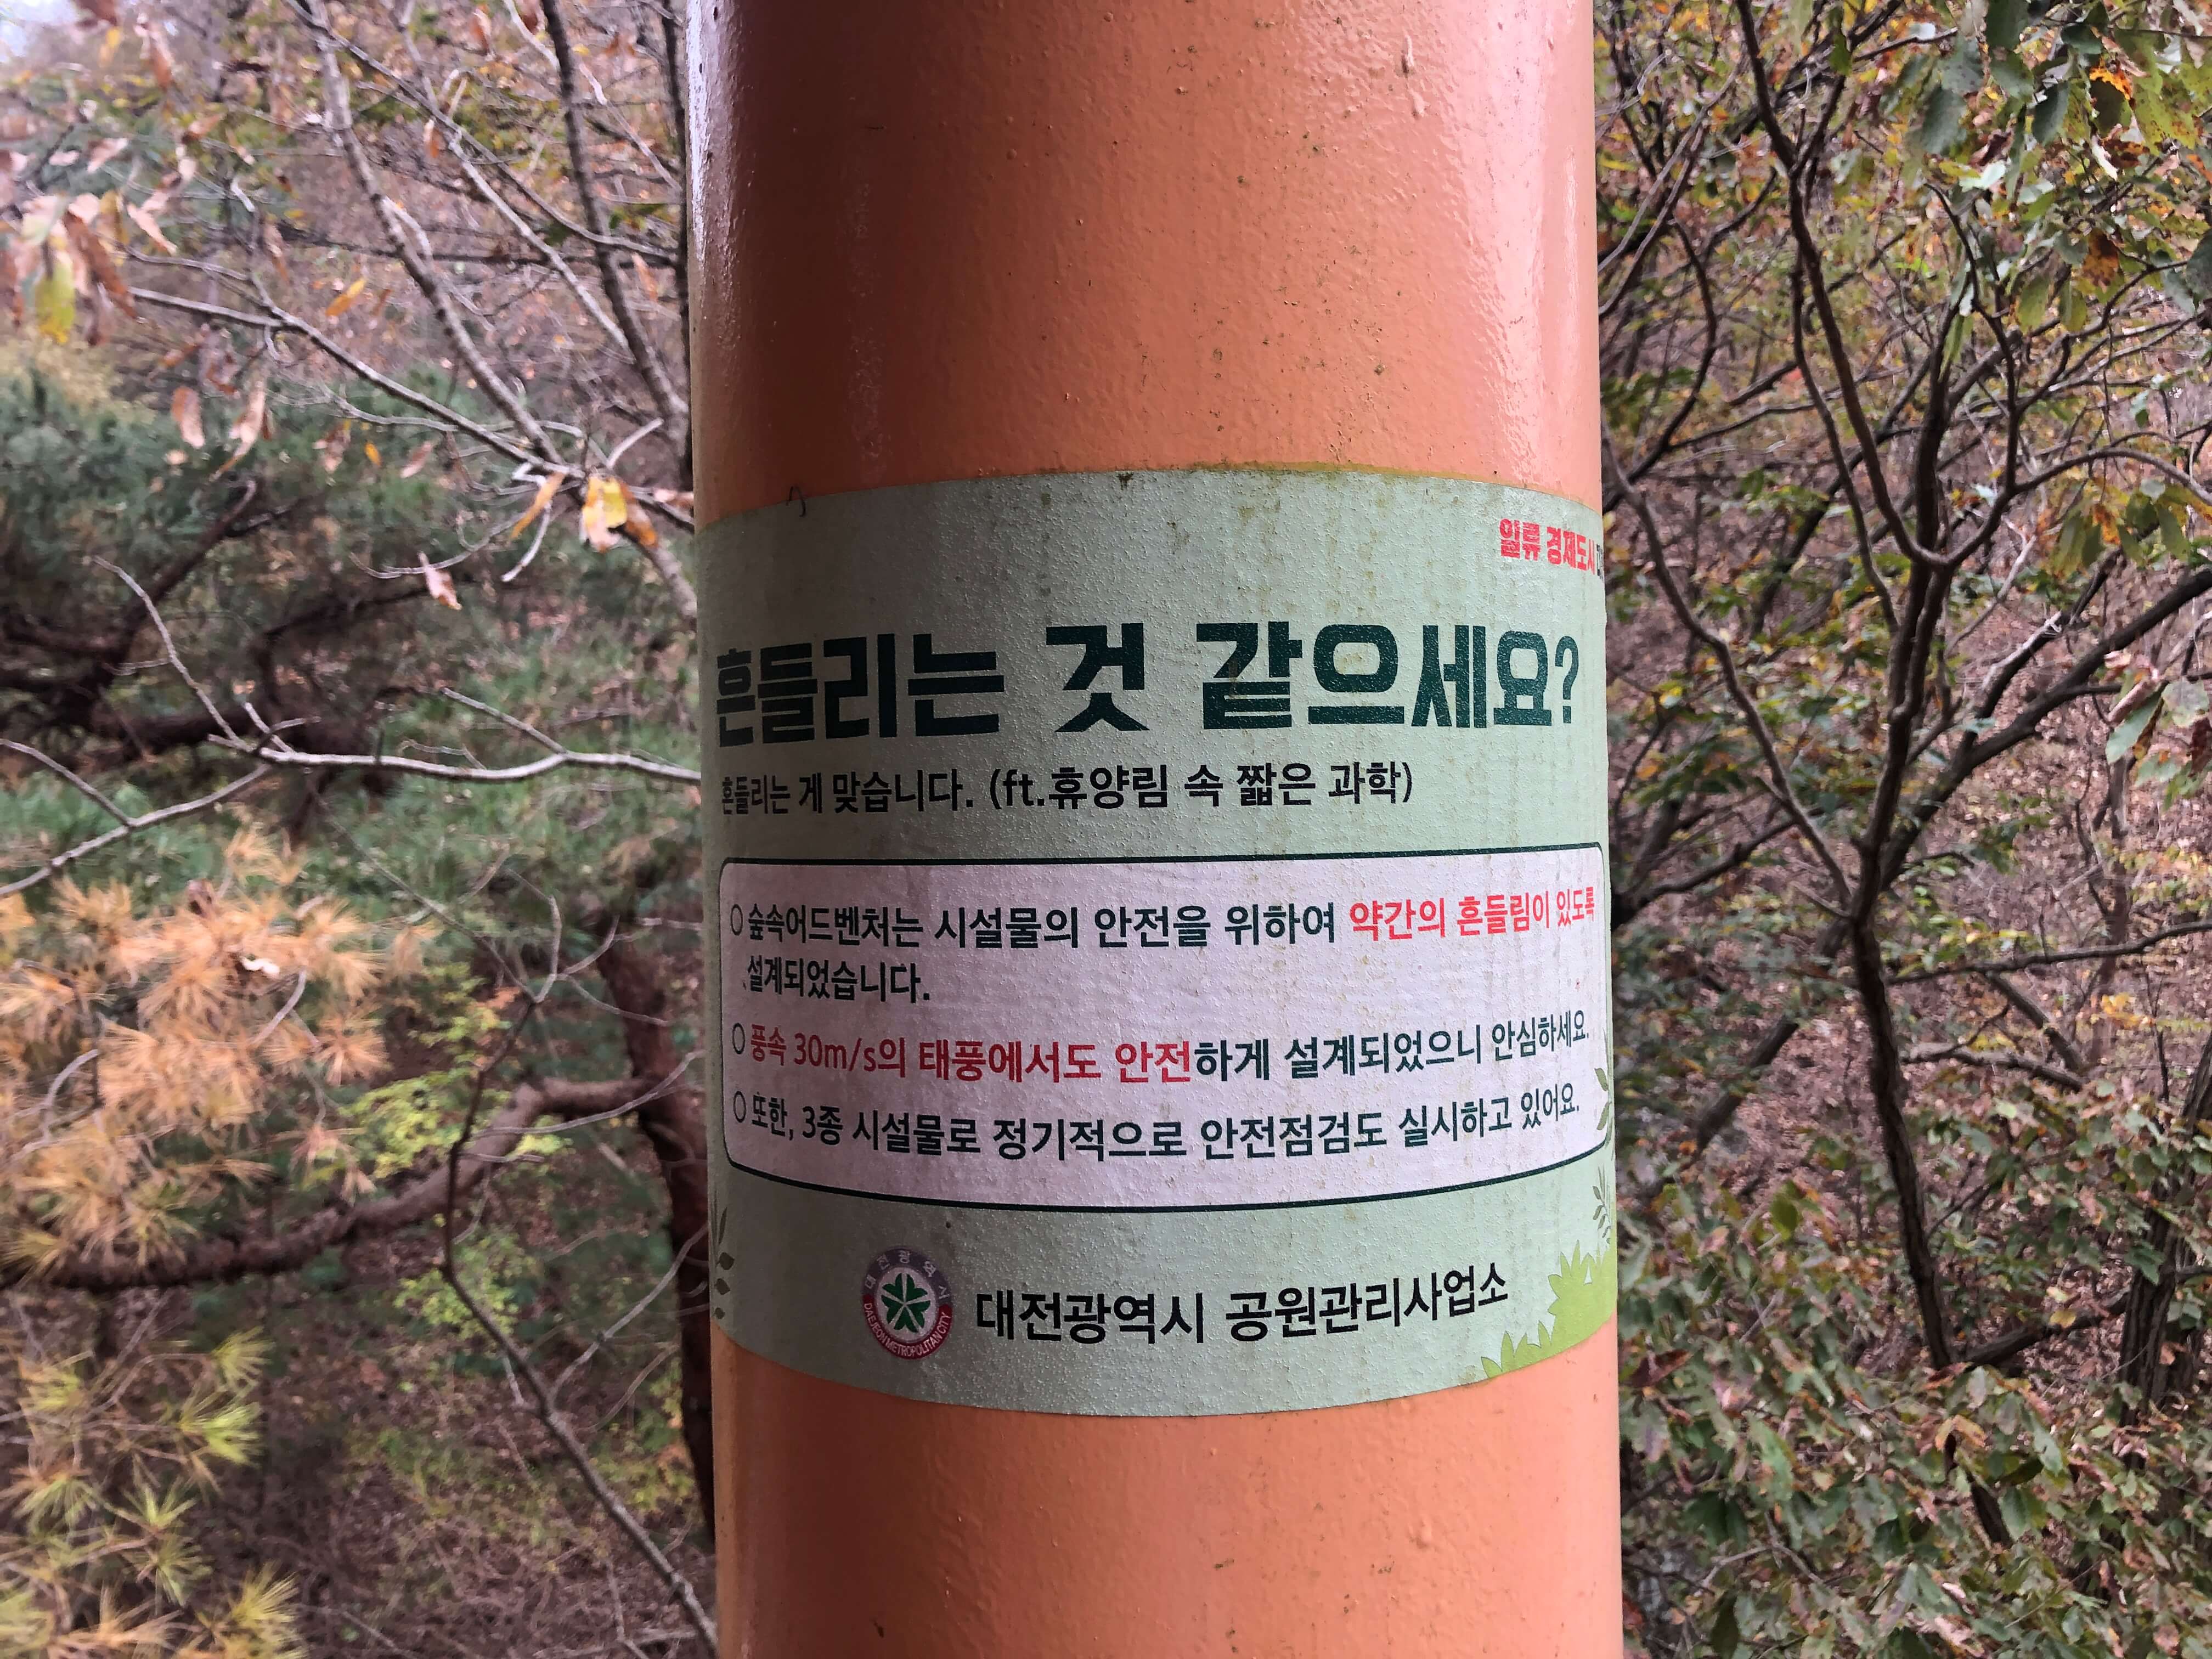 일류 경제도시
흔들리는 것 같으세요?
흔들리는 게 맞습니다. (ft.휴양림 속 짧은 과학)
○ 숲속어드벤처는 시설물의 안전을 위하여 약간의 흔들림이 있도록
설계되었습니다.
○ 풍속 30m/s의 태풍에서도 안전하게 설계되었으니 안심하세요.
○ 또한, 3종 시설물로 정기적으로 안전점검도 실시하고 있어요.
대전광역시
DAEJEON METROPOLITAN CITY
대전광역시 공원관리사업소